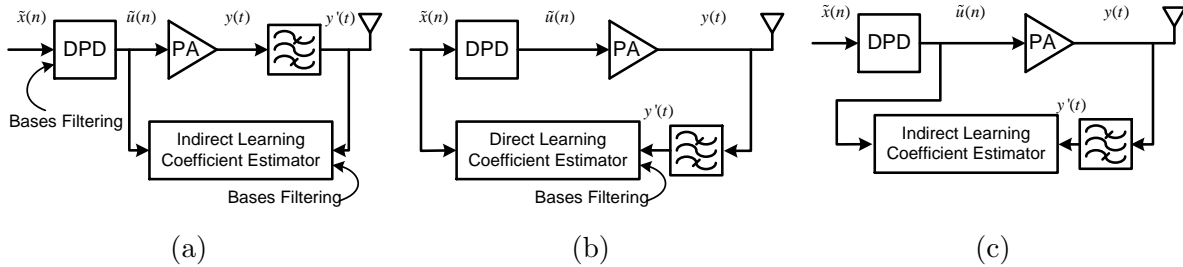 x̃(n) ũ(n) y(t) y'(t)
DPD PA
Bases Filtering
Indirect Learning
Coefficient Estimator
Bases Filtering
(a)
x̃(n) ũ(n) y(t)
DPD PA
y'(t)
Direct Learning
Coefficient Estimator
Bases Filtering
(b)
x̃(n) ũ(n) y(t)
DPD PA
y'(t)
Indirect Learning
Coefficient Estimator
(c)